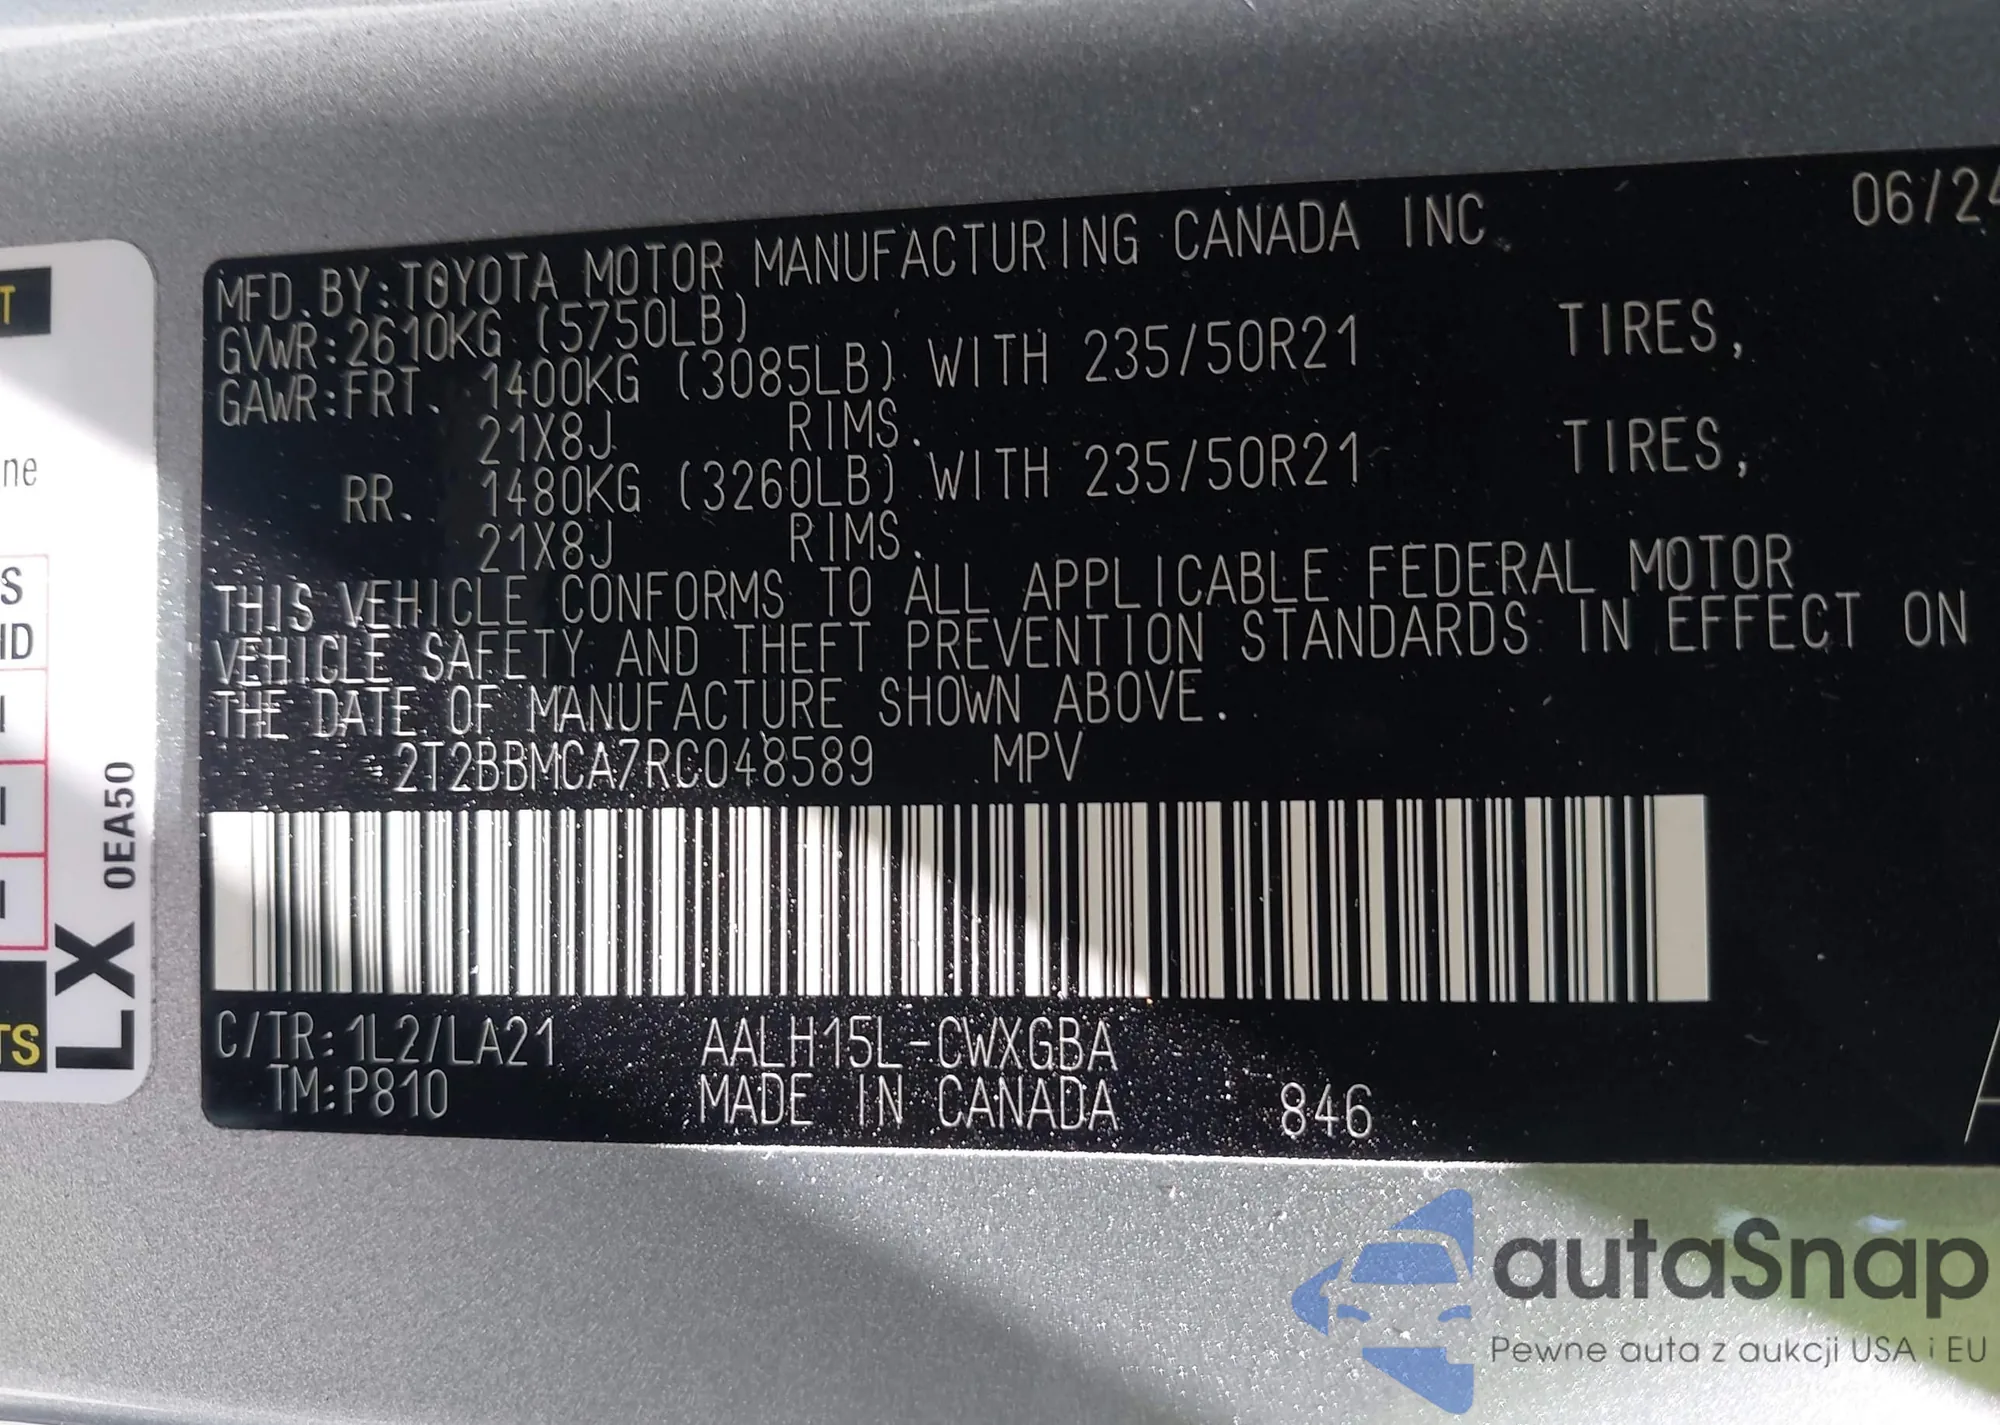 06/24
MFD.BY:TOYOTA MOTOR MANUFACTURING CANADA INC.
GVWR:2610KG (5750LB)
GAWR:FRT. 1400KG (3085LB) WITH 235/50R21 TIRES,
21X8J RIMS.
RR. 1480KG (3260LB) WITH 235/50R21 TIRES,
21X8J RIMS.
THIS VEHICLE CONFORMS TO ALL APPLICABLE FEDERAL MOTOR
VEHICLE SAFETY AND THEFT PREVENTION STANDARDS IN EFFECT ON
THE DATE OF MANUFACTURE SHOWN ABOVE.
2T2BBMCA7RC048589 MPV
C/TR:1L2/LA21 AALH15L-CWXGBA
TM:P810 MADE IN CANADA 846
T
ne
S
ID
I
I
I
TS
LX 0EA50
autaSnap
Pewne auta z aukcji USA i EU